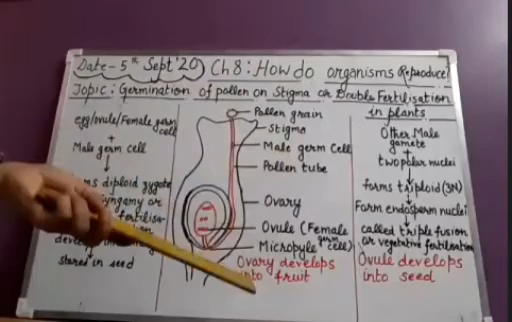 Date - 5th Sept'20
Ch 8: How do organisms Reproduce?
Topic: Germination of pollen on Stigma or Double Fertilisation in plants
egg/ovule/Female germ cell
+
Male germ cell
diploid zygote
syngamy or
fertilisa-
stored in seed
Pollen grain
Stigma
Male germ Cell
Pollen tube
Ovary
Ovule (Female germ cell)
Micropyle
Ovary develops
into fruit
Other Male
gamete
+
two polar nuclei
forms triploid (3N)
Form endosperm nuclei
called triple fusion
or vegetative fertilisation
Ovule develops
into seed